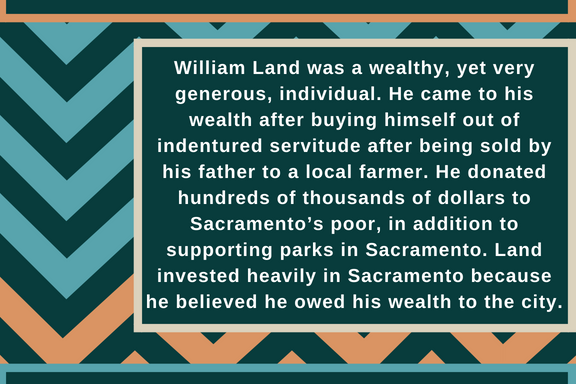 William Land was a wealthy, yet very
generous, individual. He came to his
wealth after buying himself out of
indentured servitude after being sold by
his father to a local farmer. He donated
hundreds of thousands of dollars to
Sacramento’s poor, in addition to
supporting parks in Sacramento. Land
invested heavily in Sacramento because
he believed he owed his wealth to the city.